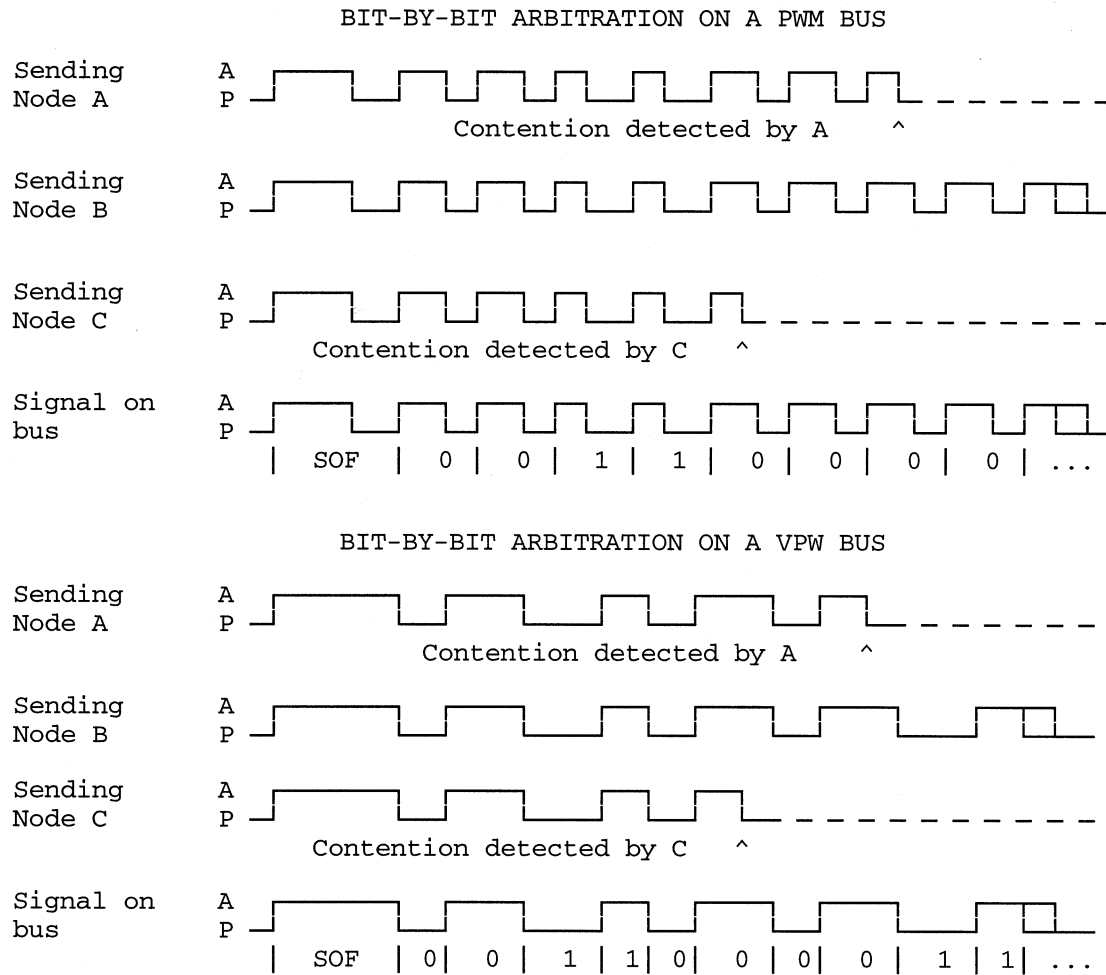 BIT-BY-BIT ARBITRATION ON A PWM BUS
Sending A
Node A P
Contention detected by A ^
Sending A
Node B P
Sending A
Node C P
Contention detected by C ^
Signal on A
bus P
| SOF | 0 | 0 | 1 | 1 | 0 | 0 | 0 | 0 | ...
BIT-BY-BIT ARBITRATION ON A VPW BUS
Sending A
Node A P
Contention detected by A ^
Sending A
Node B P
Sending A
Node C P
Contention detected by C ^
Signal on A
bus P
| SOF | 0 | 0 | 1 | 1 | 0 | 0 | 0 | 0 | 1 | 1 | ...